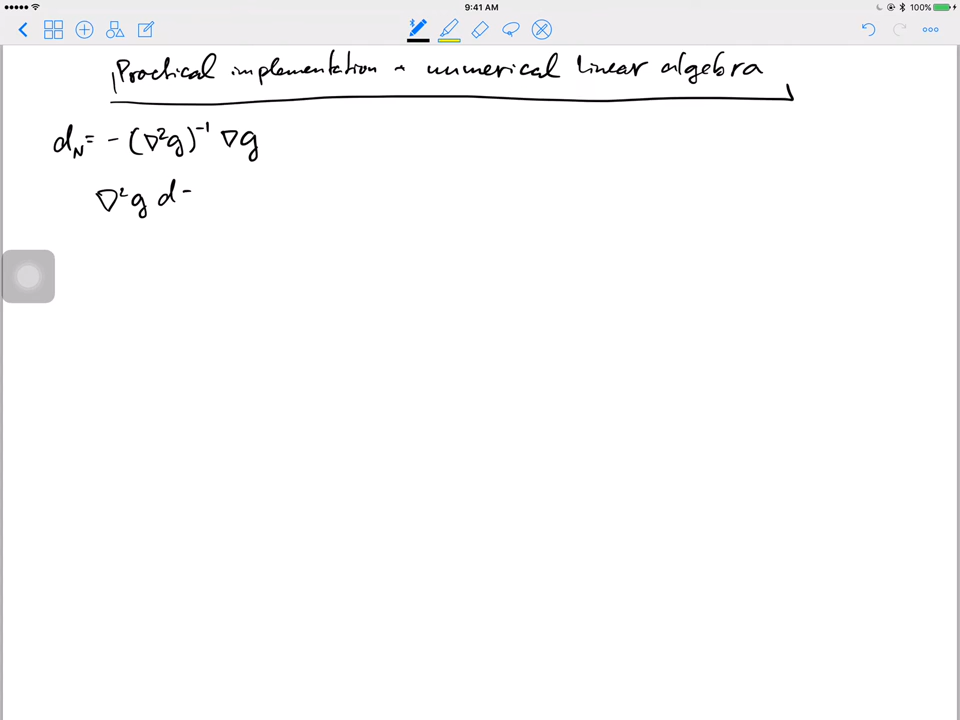 9:41 AM
100%
Practical implementation - numerical linear algebra
d_N = - (∇²g)⁻¹ ∇g
∇²g d -